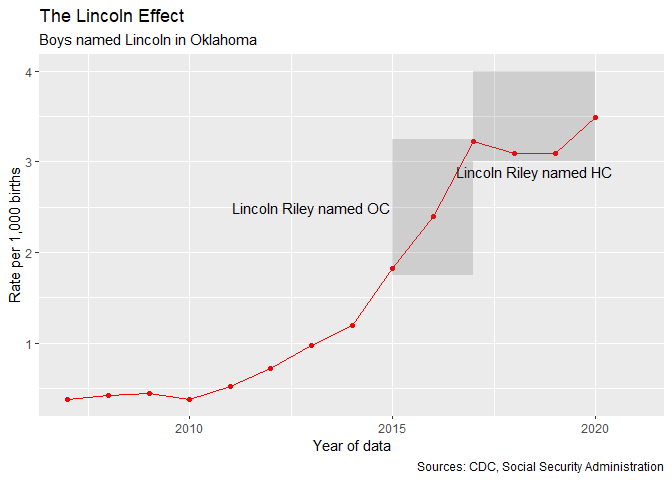 The Lincoln Effect
Boys named Lincoln in Oklahoma
4
3
2
1
Rate per 1,000 births
Lincoln Riley named OC
Lincoln Riley named HC
2010
2015
2020
Year of data
Sources: CDC, Social Security Administration